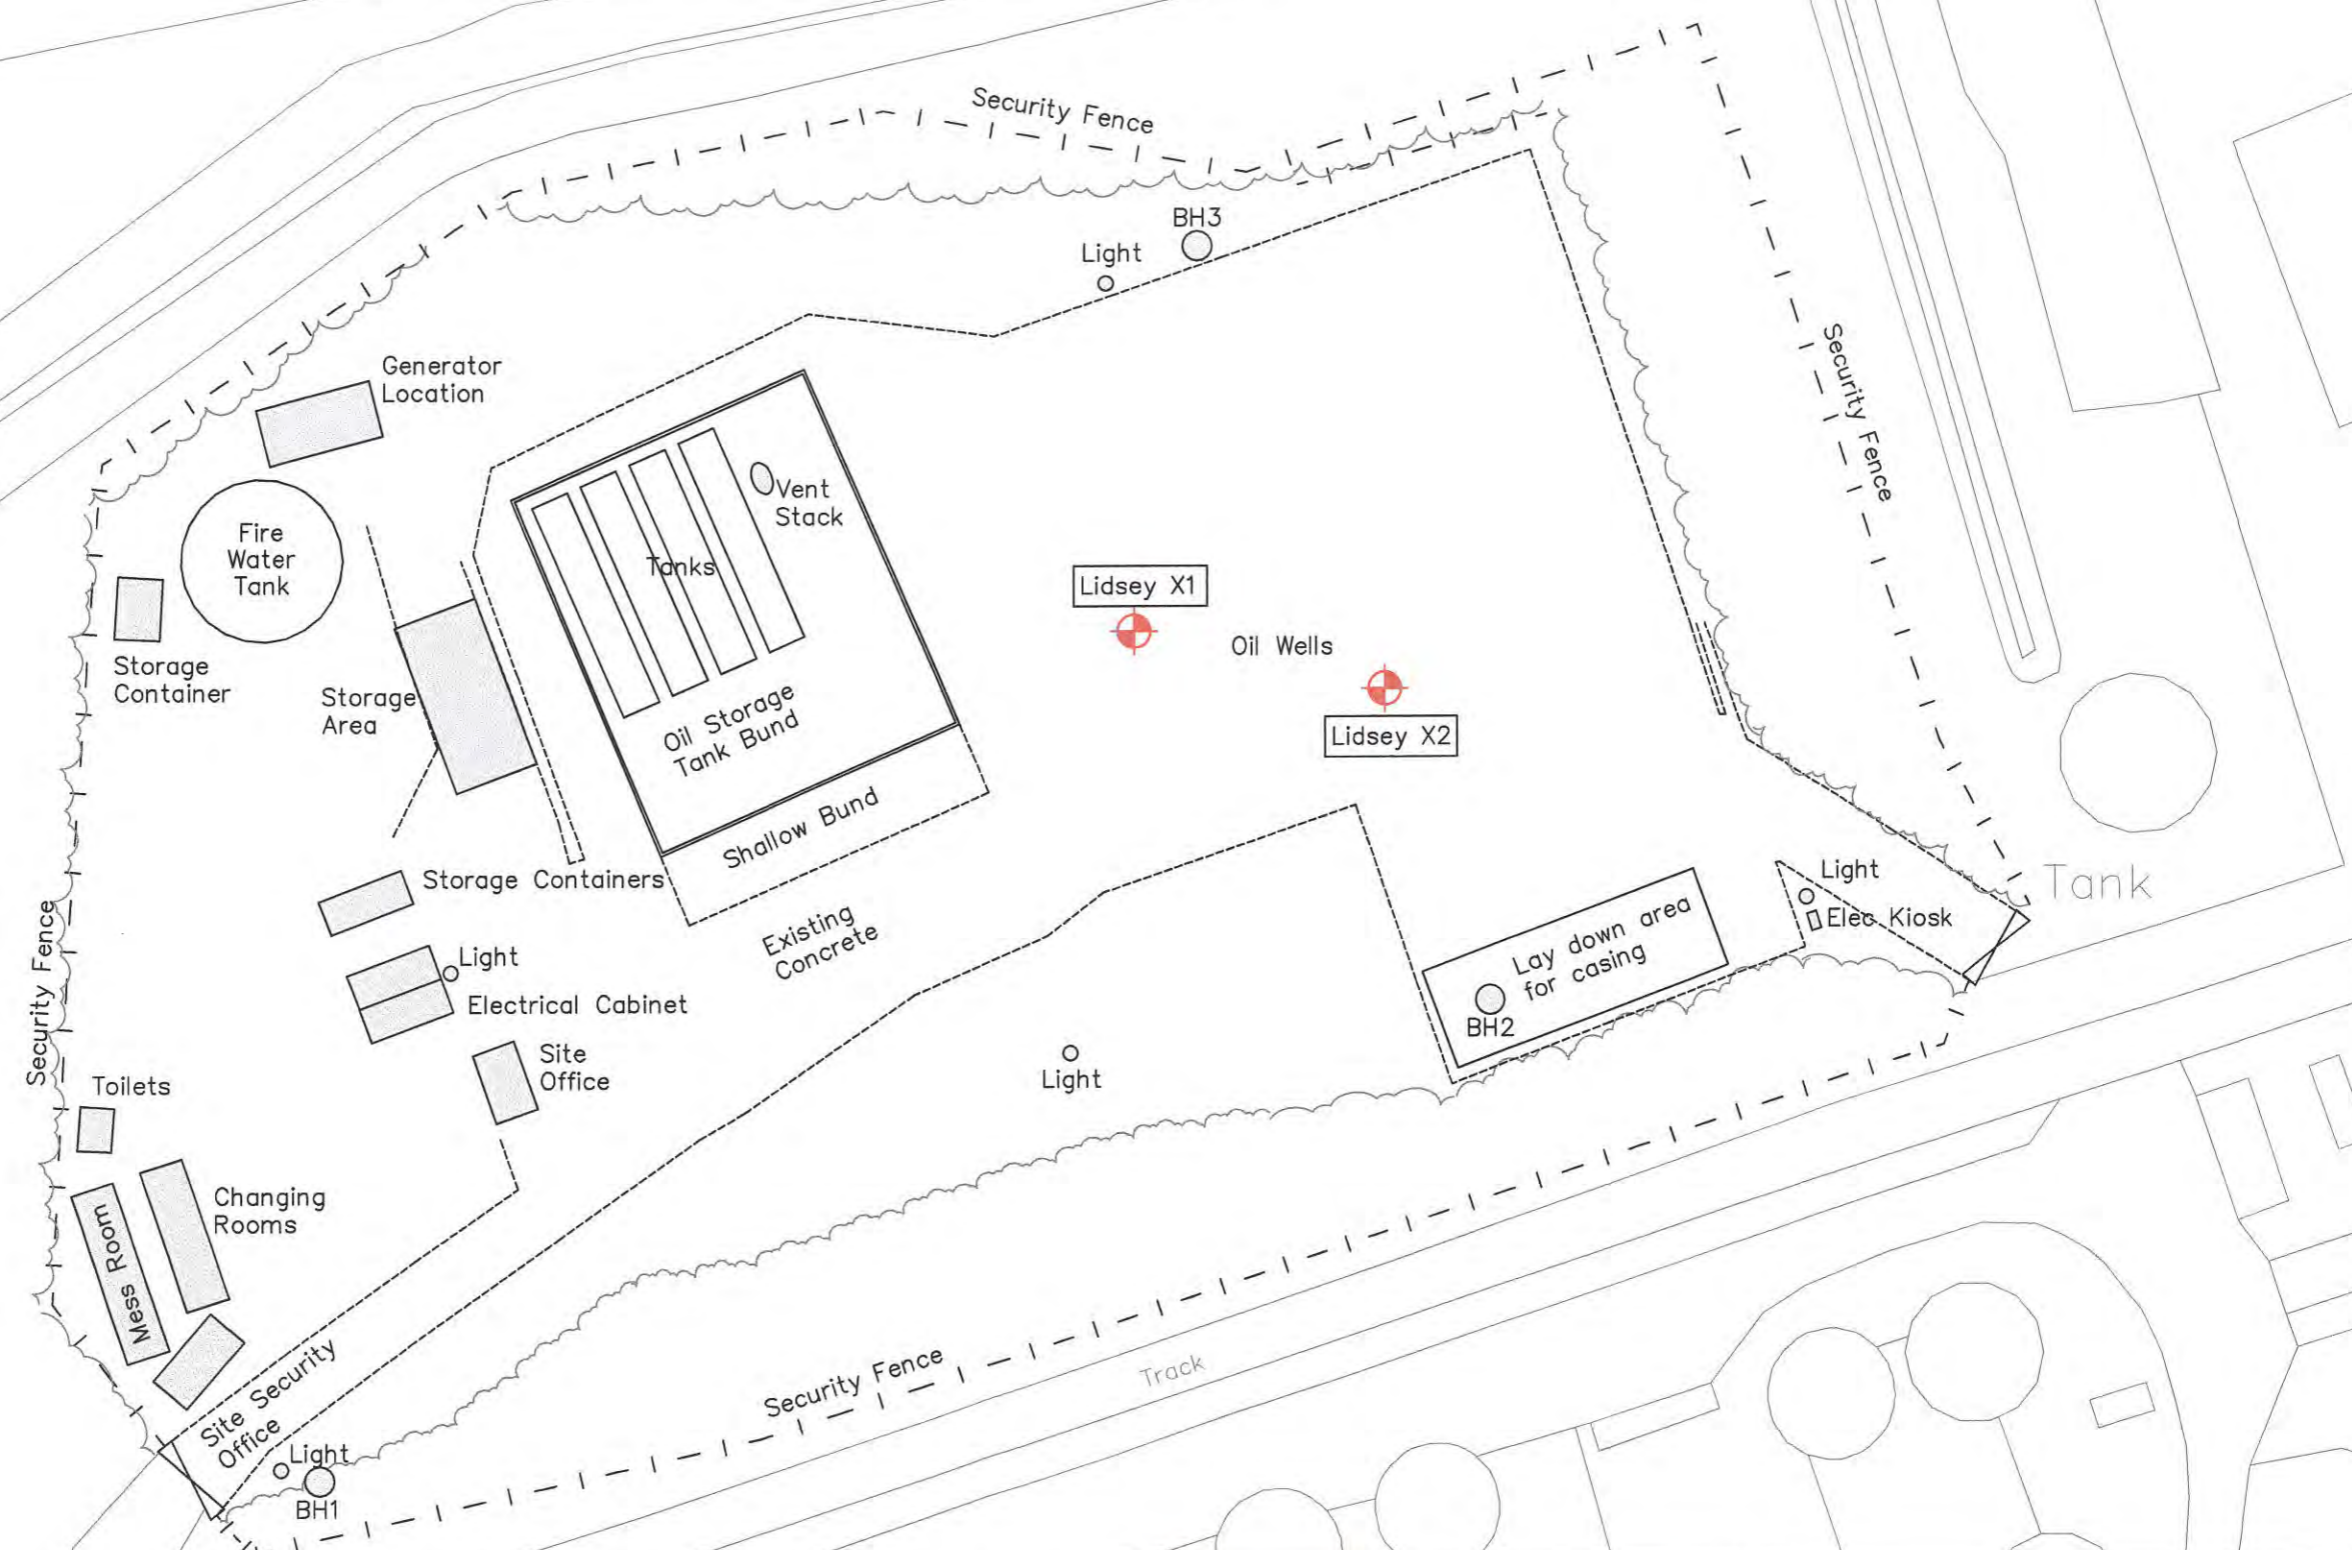 Security Fence
BH3
Light
Generator
Location
Security Fence
Vent
Stack
Fire
Water
Tank
Tanks
Lidsey X1
Oil Wells
Storage
Container
Storage
Area
Lidsey X2
Oil Storage
Tank Bund
Shallow Bund
Storage Containers
Light
Tank
Elec Kiosk
Lay down area
for casing
BH2
Existing
Concrete
Light
Electrical Cabinet
Security Fence
Site
Office
Light
Toilets
Changing
Rooms
Mess Room
Site Security
Office
Security Fence
Track
Light
BH1